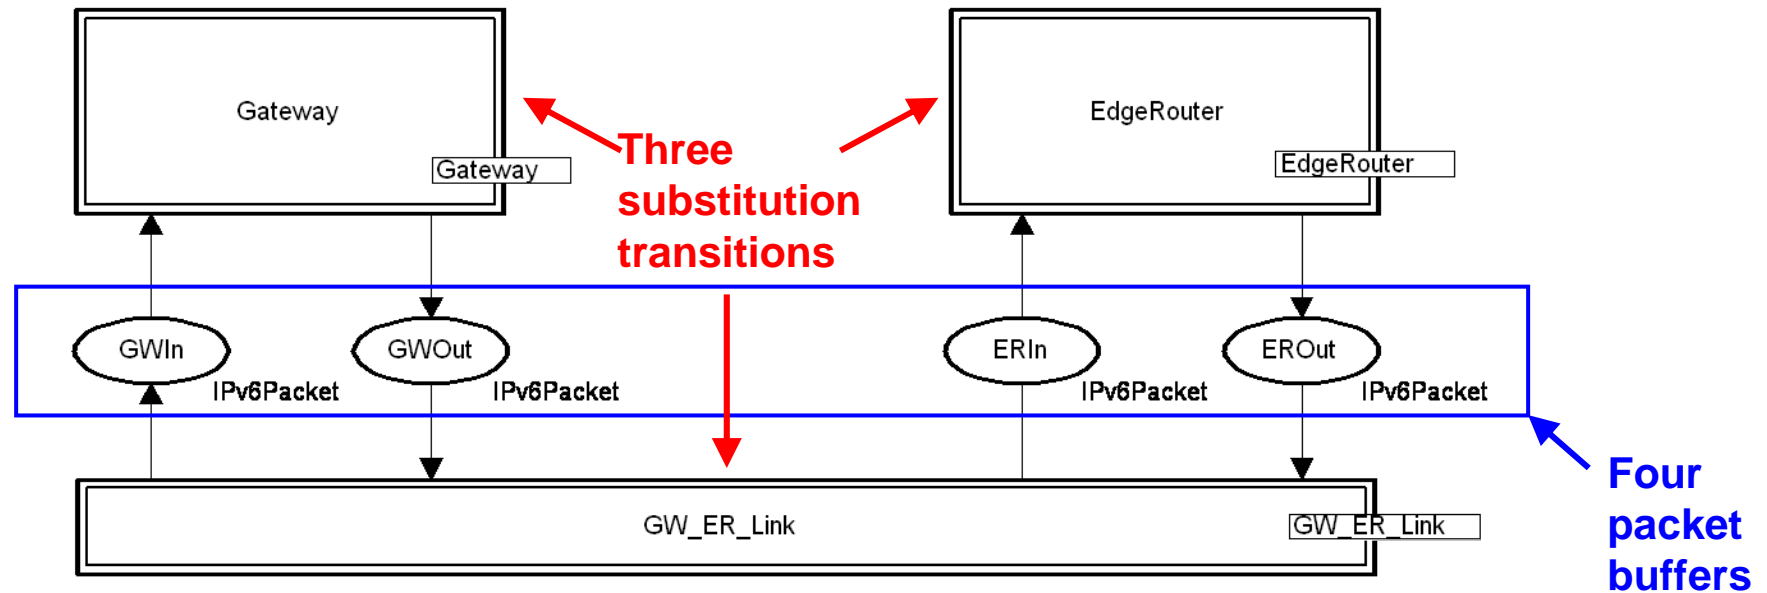 Gateway
EdgeRouter
Three
substitution
transitions
Gateway
EdgeRouter
GWIn
GWOut
ERIn
EROut
IPv6Packet
IPv6Packet
IPv6Packet
IPv6Packet
Four
packet
buffers
GW_ER_Link
GW_ER_Link